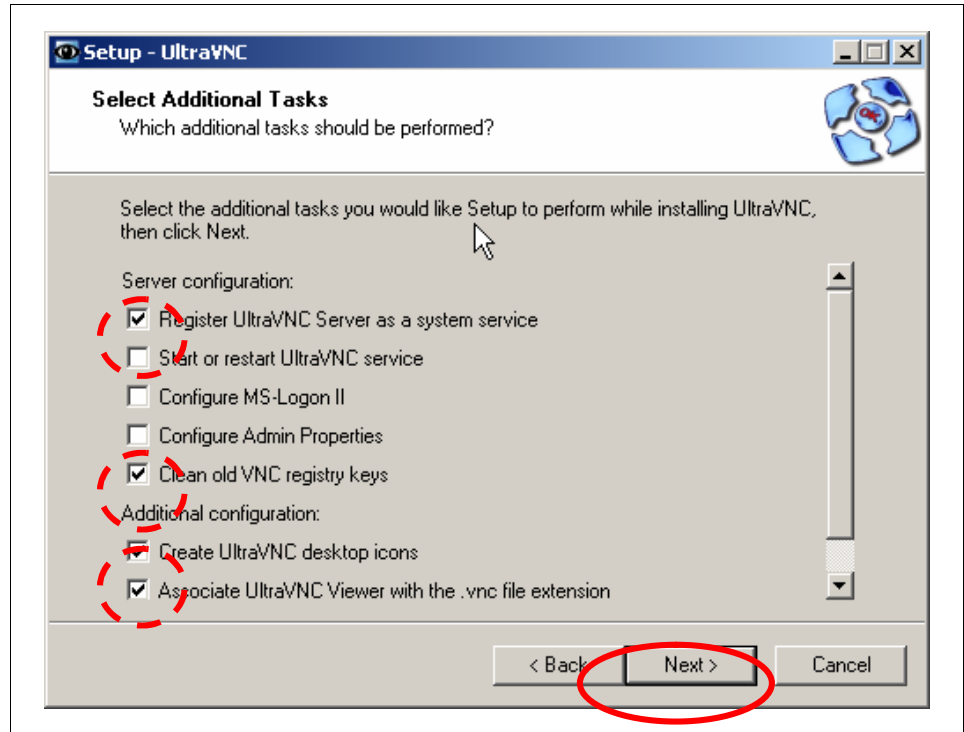 Setup - UltraVNC
Select Additional Tasks
Which additional tasks should be performed?
Select the additional tasks you would like Setup to perform while installing UltraVNC,
then click Next.
Server configuration:
Register UltraVNC Server as a system service
Start or restart UltraVNC service
Configure MS-Logon II
Configure Admin Properties
Clean old VNC registry keys
Additional configuration:
Create UltraVNC desktop icons
Associate UltraVNC Viewer with the .vnc file extension
< Back
Next >
Cancel